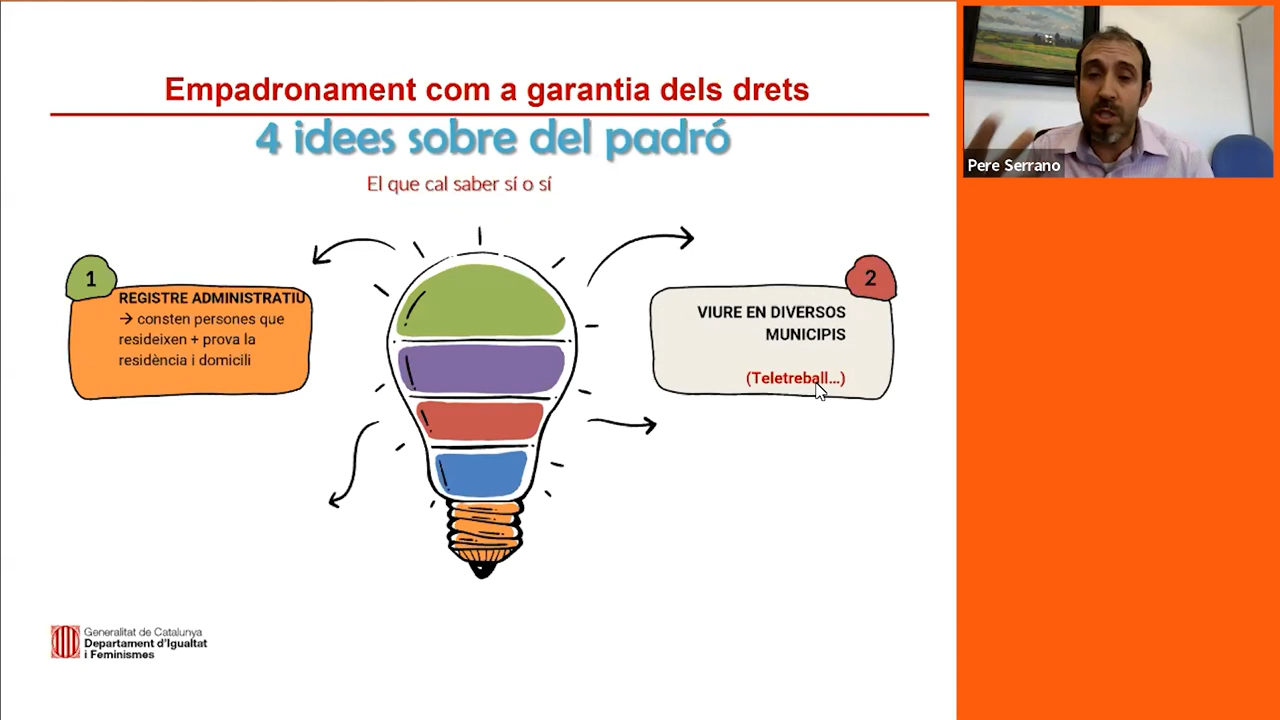 Empadronament com a garantia dels drets
4 idees sobre del padró
El que cal saber sí o sí
1
REGISTRE ADMINISTRATIU
→ consten persones que
resideixen + prova la
residència i domicili
2
VIURE EN DIVERSOS
MUNICIPIS
(Teletreball...)
Generalitat de Catalunya
Departament d'Igualtat
i Feminismes
Pere Serrano